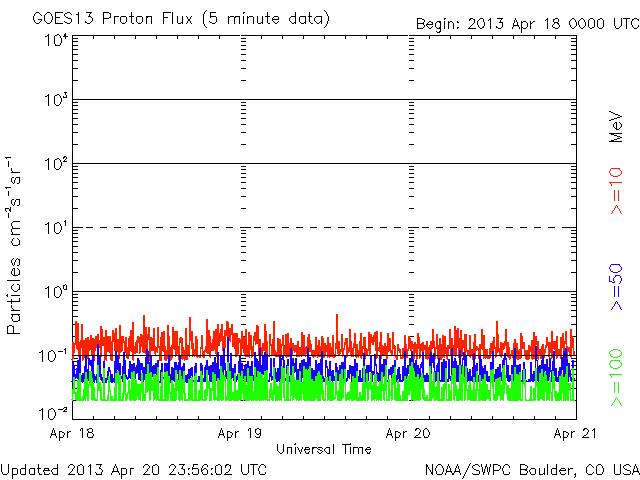 GOES13 Proton Flux (5 minute data)
Begin: 2013 Apr 18 0000 UTC
10⁴
10³
10²
10¹
10⁰
10⁻¹
10⁻²
Particles cm⁻²s⁻¹sr⁻¹
MeV
>=10
>=50
>=100
Apr 18
Apr 19
Apr 20
Apr 21
Universal Time
Updated 2013 Apr 20 23:56:02 UTC
NOAA/SWPC Boulder, CO USA